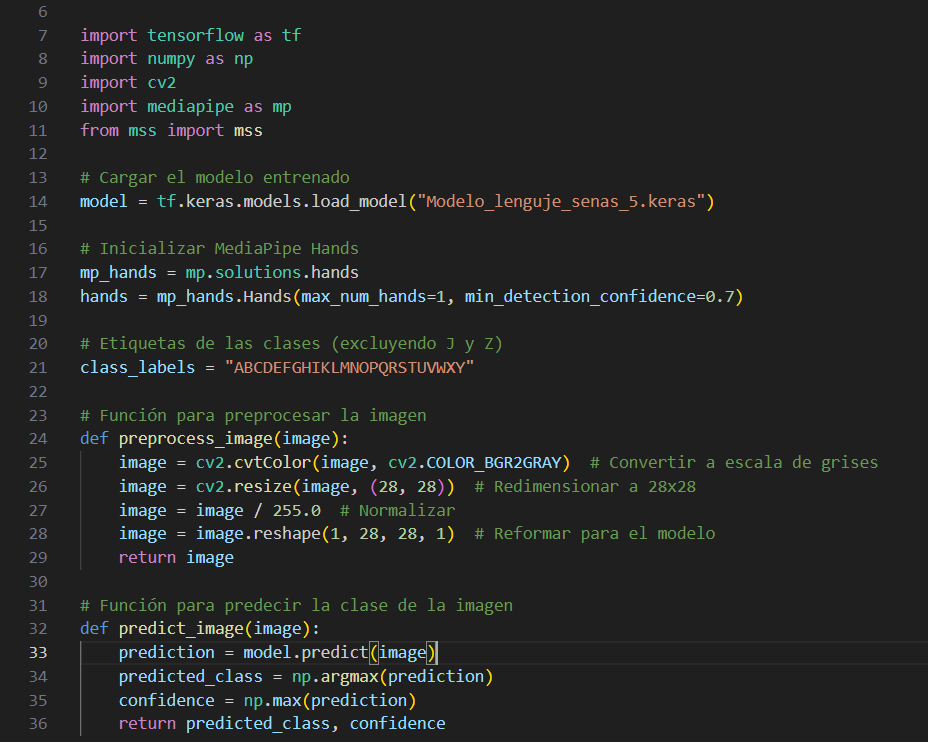 6
7 import tensorflow as tf
8 import numpy as np
9 import cv2
10 import mediapipe as mp
11 from mss import mss
12
13 # Cargar el modelo entrenado
14 model = tf.keras.models.load_model("Modelo_lenguje_senas_5.keras")
15
16 # Inicializar MediaPipe Hands
17 mp_hands = mp.solutions.hands
18 hands = mp_hands.Hands(max_num_hands=1, min_detection_confidence=0.7)
19
20 # Etiquetas de las clases (excluyendo J y Z)
21 class_labels = "ABCDEFGHIKLMNOPQRSTUVWXY"
22
23 # Función para preprocesar la imagen
24 def preprocess_image(image):
25     image = cv2.cvtColor(image, cv2.COLOR_BGR2GRAY)  # Convertir a escala de grises
26     image = cv2.resize(image, (28, 28))  # Redimensionar a 28x28
27     image = image / 255.0  # Normalizar
28     image = image.reshape(1, 28, 28, 1)  # Reformar para el modelo
29     return image
30
31 # Función para predecir la clase de la imagen
32 def predict_image(image):
33     prediction = model.predict(image)
34     predicted_class = np.argmax(prediction)
35     confidence = np.max(prediction)
36     return predicted_class, confidence